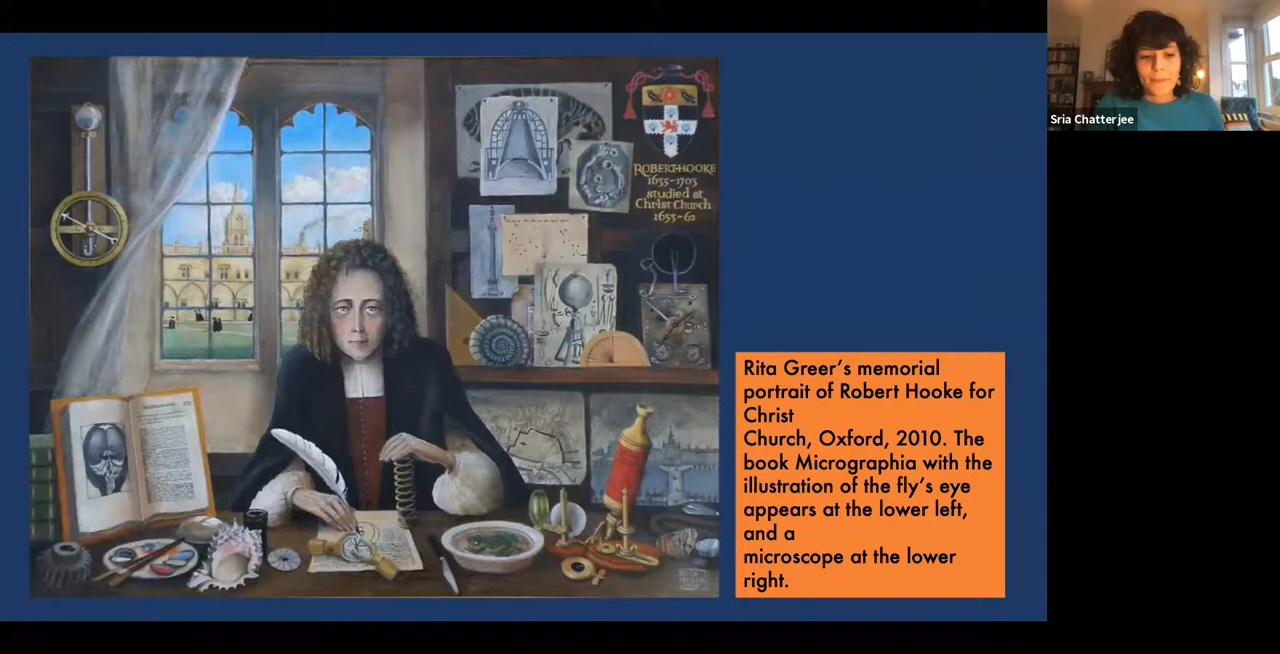 ROBERT·HOOKE
1635-1703
studied at
Christ Church
1653-62
Rita Greer's memorial
portrait of Robert Hooke for
Christ
Church, Oxford, 2010. The
book Micrographia with the
illustration of the fly's eye
appears at the lower left,
and a
microscope at the lower
right.
Sria Chatterjee